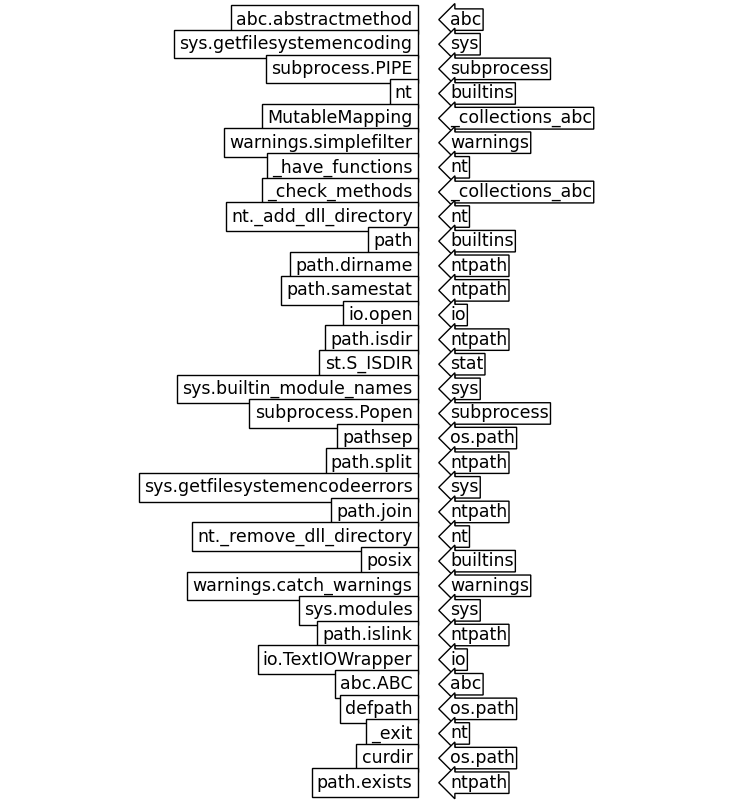 abc.abstractmethod abc
sys.getfilesystemencoding sys
subprocess.PIPE subprocess
nt builtins
MutableMapping _collections_abc
warnings.simplefilter warnings
_have_functions nt
_check_methods _collections_abc
nt._add_dll_directory nt
path builtins
path.dirname ntpath
path.samestat ntpath
io.open io
path.isdir ntpath
st.S_ISDIR stat
sys.builtin_module_names sys
subprocess.Popen subprocess
pathsep os.path
path.split ntpath
sys.getfilesystemencodeerrors sys
path.join ntpath
nt._remove_dll_directory nt
posix builtins
warnings.catch_warnings warnings
sys.modules sys
path.islink ntpath
io.TextIOWrapper io
abc.ABC abc
defpath os.path
_exit nt
curdir os.path
path.exists ntpath